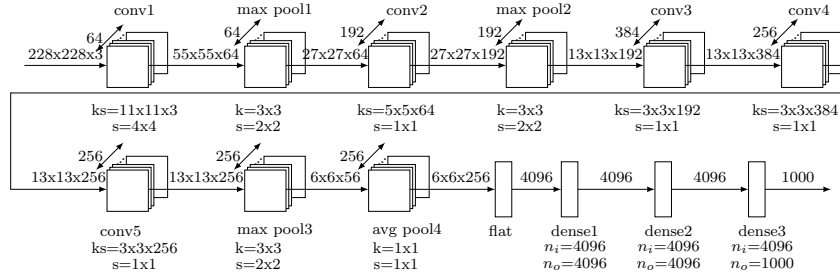 conv1 max pool1 conv2 max pool2 conv3 conv4
64 64 192 192 384 256
228x228x3 55x55x64 27x27x64 27x27x192 13x13x192 13x13x384
ks=11x11x3 k=3x3 ks=5x5x64 k=3x3 ks=3x3x192 ks=3x3x384
s=4x4 s=2x2 s=1x1 s=2x2 s=1x1 s=1x1
256 256 256
13x13x256 13x13x256 6x6x56 6x6x256 4096 4096 4096 1000
conv5 max pool3 avg pool4 flat dense1 dense2 dense3
ks=3x3x256 k=3x3 k=1x1 n_i=4096 n_i=4096 n_i=4096
s=1x1 s=2x2 s=1x1 n_o=4096 n_o=4096 n_o=1000